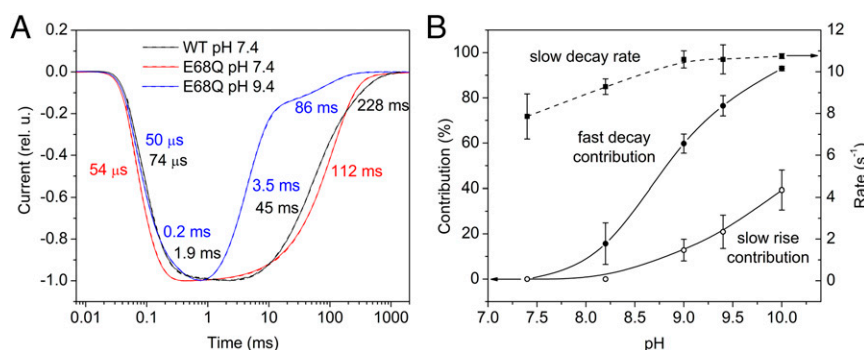 A
Current (rel. u.)
0.2
0.0
-0.2
-0.4
-0.6
-0.8
-1.0
WT pH 7.4
E68Q pH 7.4
E68Q pH 9.4
50 μs
74 μs
54 μs
0.2 ms
1.9 ms
3.5 ms
45 ms
86 ms
228 ms
112 ms
0.01 0.1 1 10 100 1000
Time (ms)
B
Contribution (%)
100
80
60
40
20
0
slow decay rate
fast decay
contribution
slow rise
contribution
7.0 7.5 8.0 8.5 9.0 9.5 10.0
pH
12
10
8
6
4
2
0
Rate (s⁻¹)